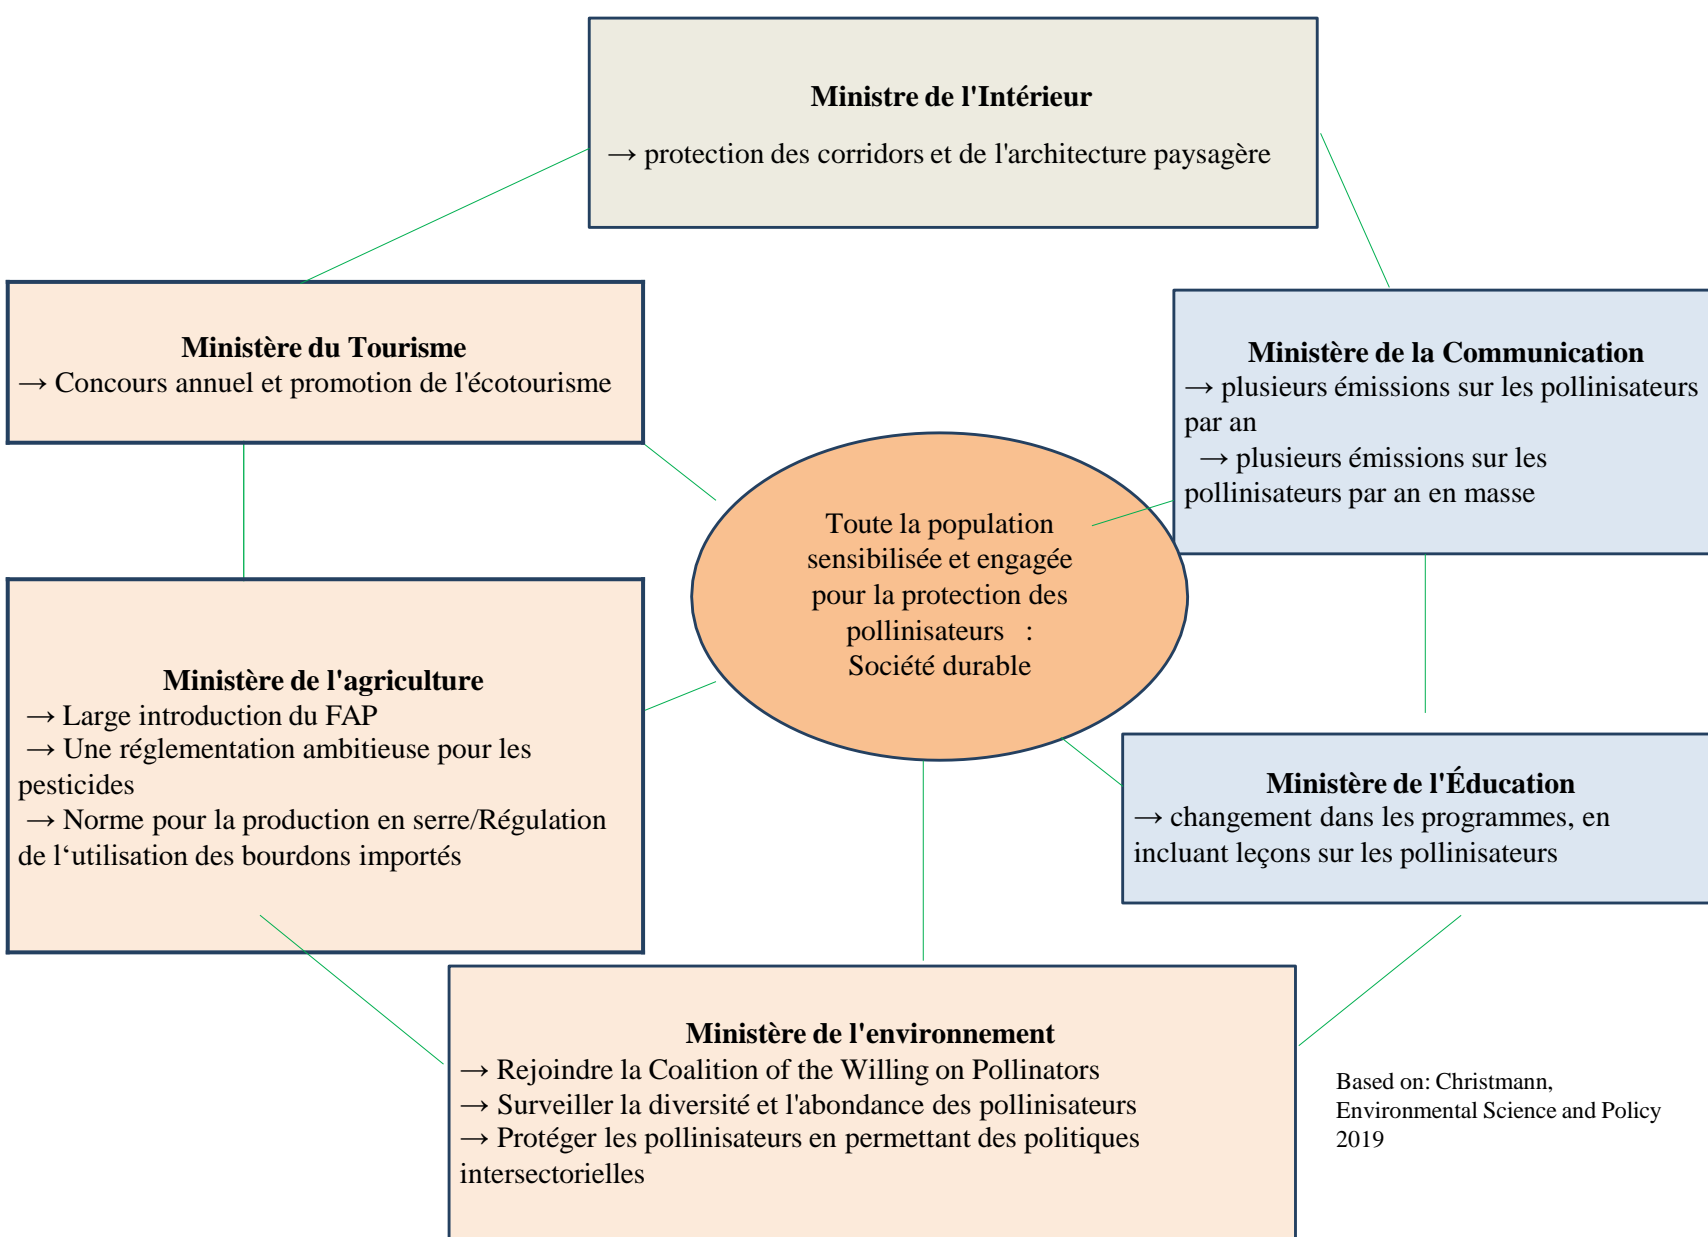 Ministre de l'Intérieur
→ protection des corridors et de l'architecture paysagère
Ministère du Tourisme
→ Concours annuel et promotion de l'écotourisme
Ministère de la Communication
→ plusieurs émissions sur les pollinisateurs
par an
→ plusieurs émissions sur les
pollinisateurs par an en masse
Toute la population
sensibilisée et engagée
pour la protection des
pollinisateurs :
Société durable
Ministère de l'agriculture
→ Large introduction du FAP
→ Une réglementation ambitieuse pour les
pesticides
→ Norme pour la production en serre/Régulation
de l‘utilisation des bourdons importés
Ministère de l'Éducation
→ changement dans les programmes, en
incluant leçons sur les pollinisateurs
Ministère de l'environnement
→ Rejoindre la Coalition of the Willing on Pollinators
→ Surveiller la diversité et l'abondance des pollinisateurs
→ Protéger les pollinisateurs en permettant des politiques
intersectorielles
Based on: Christmann,
Environmental Science and Policy
2019